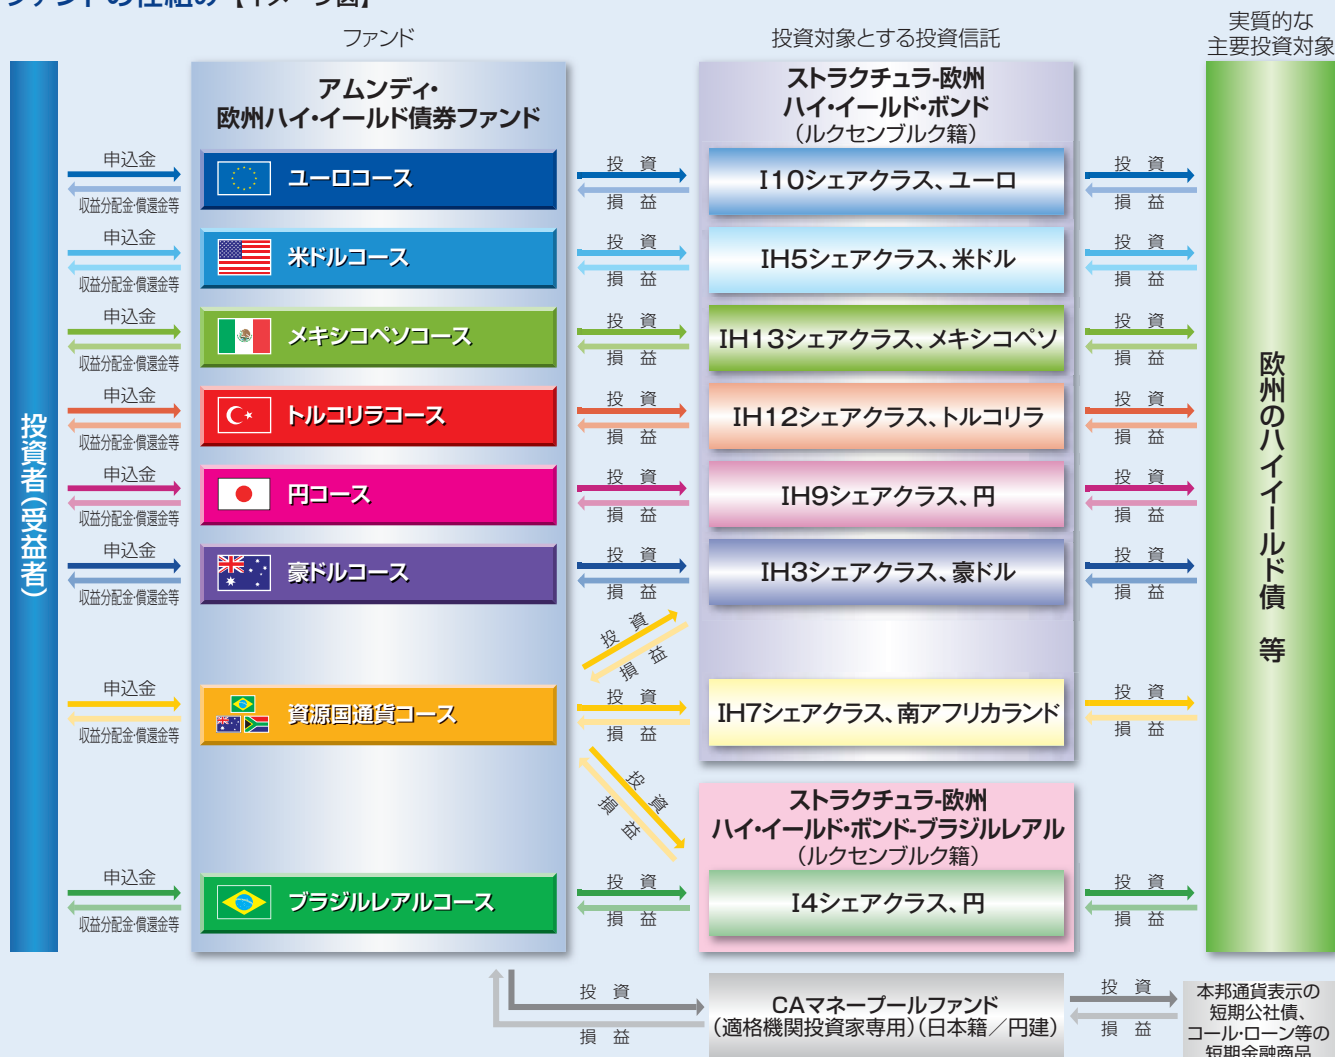 ファンドの仕組み【イメージ図】
ファンド
投資対象とする投資信託
実質的な
主要投資対象
投資者(受益者)
アムンディ・
欧州ハイ・イールド債券ファンド
ストラクチュラ-欧州
ハイ・イールド・ボンド
(ルクセンブルク籍)
欧州のハイイールド債 等
申込金
収益分配金・償還金等
ユーロコース
投 資
損 益
I10シェアクラス、ユーロ
投 資
損 益
申込金
収益分配金・償還金等
米ドルコース
投 資
損 益
IH5シェアクラス、米ドル
投 資
損 益
申込金
収益分配金・償還金等
メキシコペソコース
投 資
損 益
IH13シェアクラス、メキシコペソ
投 資
損 益
申込金
収益分配金・償還金等
トルコリラコース
投 資
損 益
IH12シェアクラス、トルコリラ
投 資
損 益
申込金
収益分配金・償還金等
円コース
投 資
損 益
IH9シェアクラス、円
投 資
損 益
申込金
収益分配金・償還金等
豪ドルコース
投 資
損 益
IH3シェアクラス、豪ドル
投 資
損 益
投 資
損 益
申込金
収益分配金・償還金等
資源国通貨コース
投 資
損 益
IH7シェアクラス、南アフリカランド
投 資
損 益
投 資
損 益
ストラクチュラ-欧州
ハイ・イールド・ボンド-ブラジルレアル
(ルクセンブルク籍)
申込金
収益分配金・償還金等
ブラジルレアルコース
投 資
損 益
I4シェアクラス、円
投 資
損 益
投 資
損 益
CAマネープールファンド
(適格機関投資家専用)(日本籍/円建)
投 資
損 益
本邦通貨表示の
短期公社債、
コール・ローン等の
短期金融商品